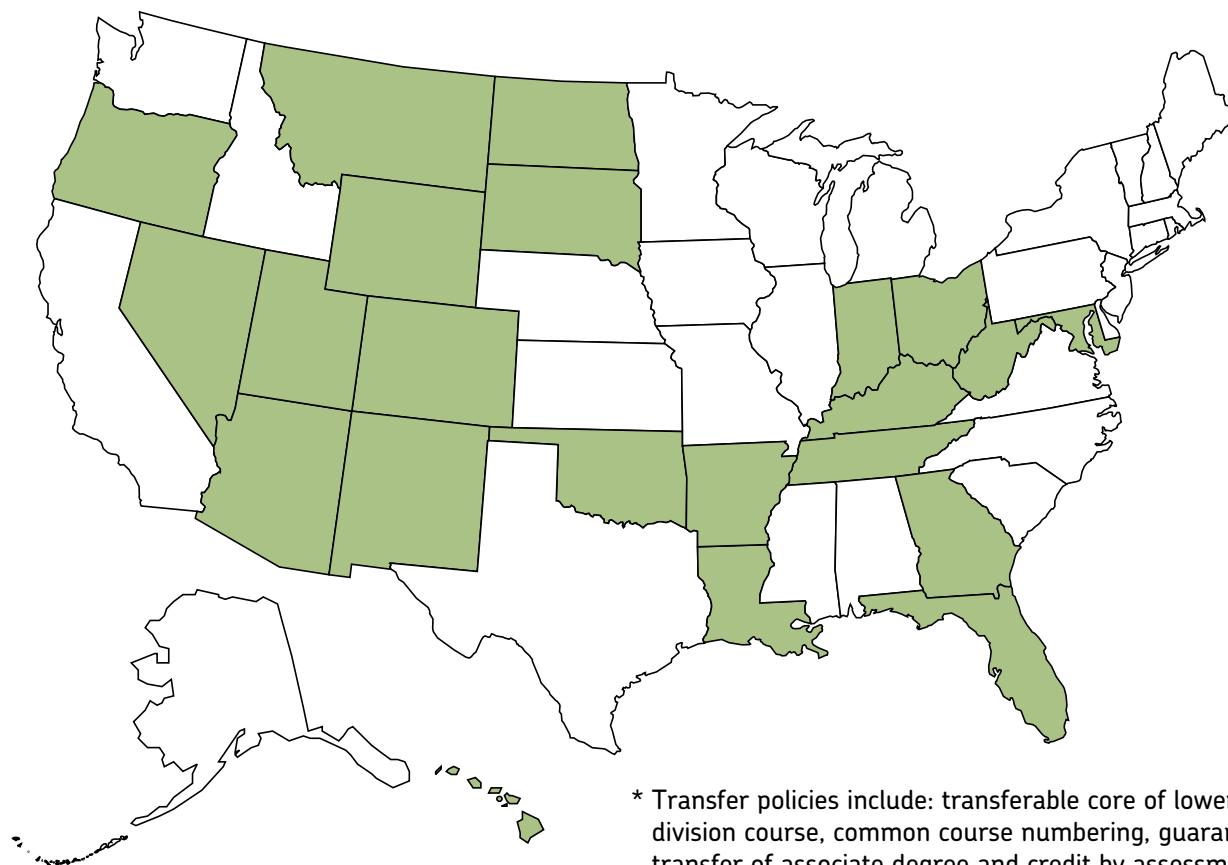 * Transfer policies include: transferable core of lower
division course, common course numbering, guaran
transfer of associate degree and credit by assessm